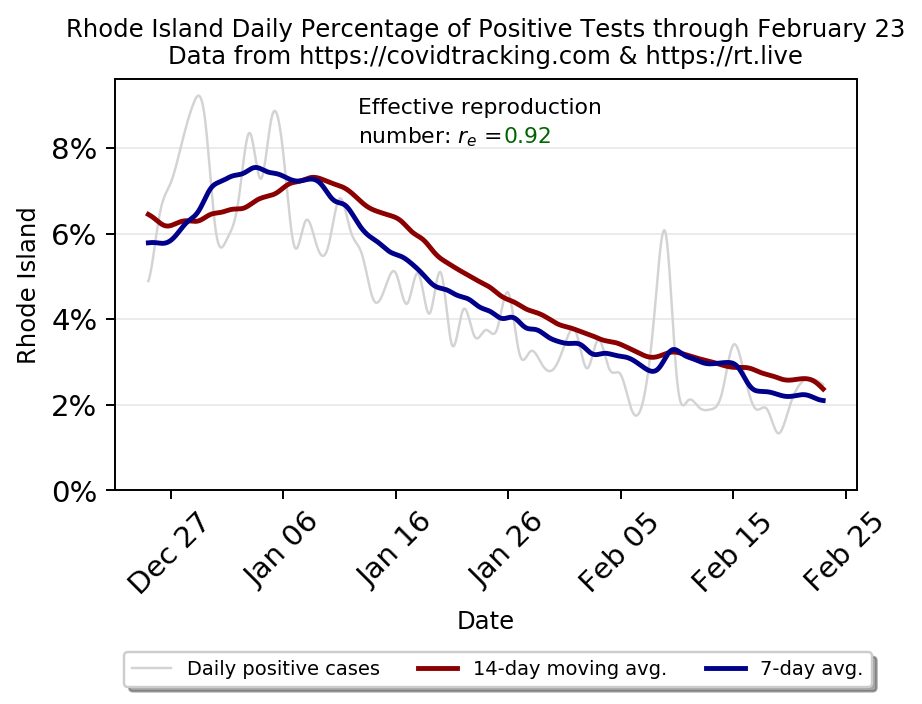 Rhode Island Daily Percentage of Positive Tests through February 23
Data from https://covidtracking.com & https://rt.live
Effective reproduction
number: rₑ =0.92
Rhode Island
8%
6%
4%
2%
0%
Dec 27
Jan 06
Jan 16
Jan 26
Feb 05
Feb 15
Feb 25
Date
Daily positive cases
14-day moving avg.
7-day avg.